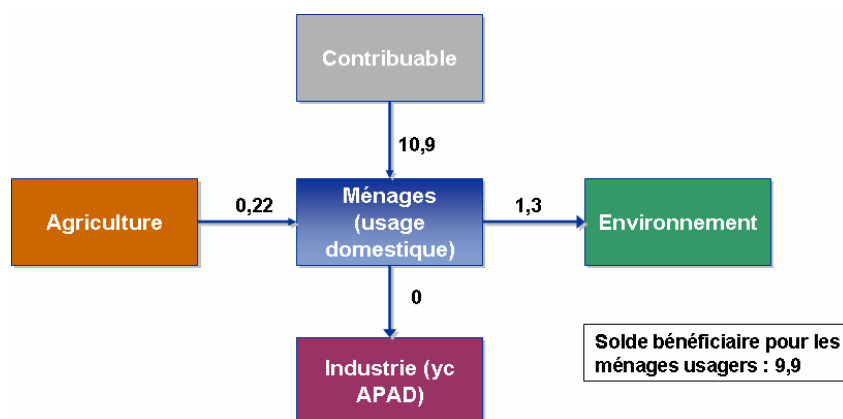 Contribuable
10,9
Agriculture
0,22
Ménages
(usage
domestique)
1,3
Environnement
0
Industrie (yc
APAD)
Solde bénéficiaire pour les
ménages usagers : 9,9